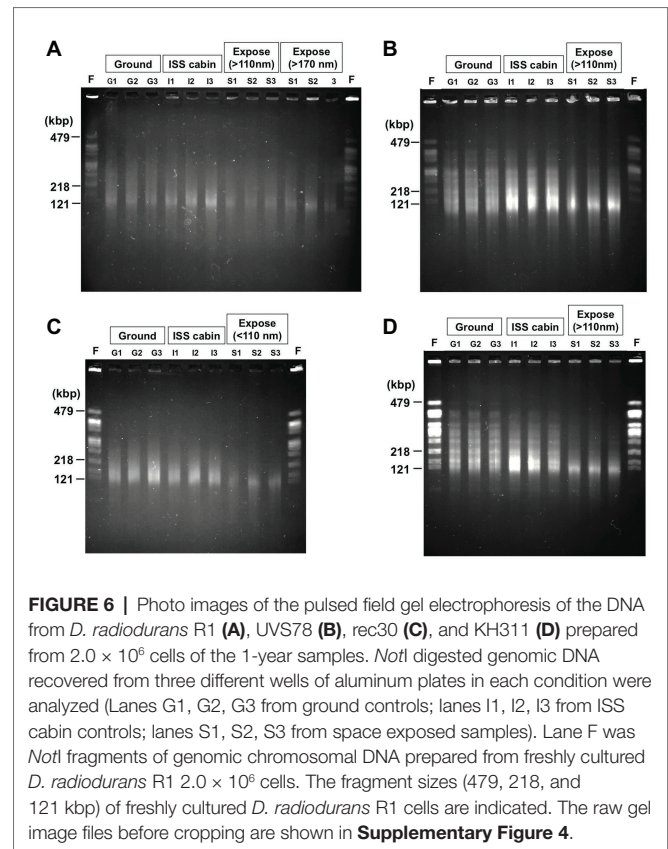 A
Ground
ISS cabin
Expose
(>110nm)
Expose
(>170 nm)
F G1 G2 G3 I1 I2 I3 S1 S2 S3 S1 S2 3 F
(kbp)
479
218
121
B
Ground
ISS cabin
Expose
(>110nm)
F G1 G2 G3 I1 I2 I3 S1 S2 S3 F
(kbp)
479
218
121
C
Ground
ISS cabin
Expose
(<110 nm)
F G1 G2 G3 I1 I2 I3 S1 S2 S3 F
(kbp)
479
218
121
D
Ground
ISS cabin
Expose
(>110nm)
F G1 G2 G3 I1 I2 I3 S1 S2 S3 F
(kbp)
479
218
121
FIGURE 6 | Photo images of the pulsed field gel electrophoresis of the DNA
from D. radiodurans R1 (A), UVS78 (B), rec30 (C), and KH311 (D) prepared
from 2.0 × 10⁶ cells of the 1-year samples. NotI digested genomic DNA
recovered from three different wells of aluminum plates in each condition were
analyzed (Lanes G1, G2, G3 from ground controls; lanes I1, I2, I3 from ISS
cabin controls; lanes S1, S2, S3 from space exposed samples). Lane F was
NotI fragments of genomic chromosomal DNA prepared from freshly cultured
D. radiodurans R1 2.0 × 10⁶ cells. The fragment sizes (479, 218, and
121 kbp) of freshly cultured D. radiodurans R1 cells are indicated. The raw gel
image files before cropping are shown in Supplementary Figure 4.